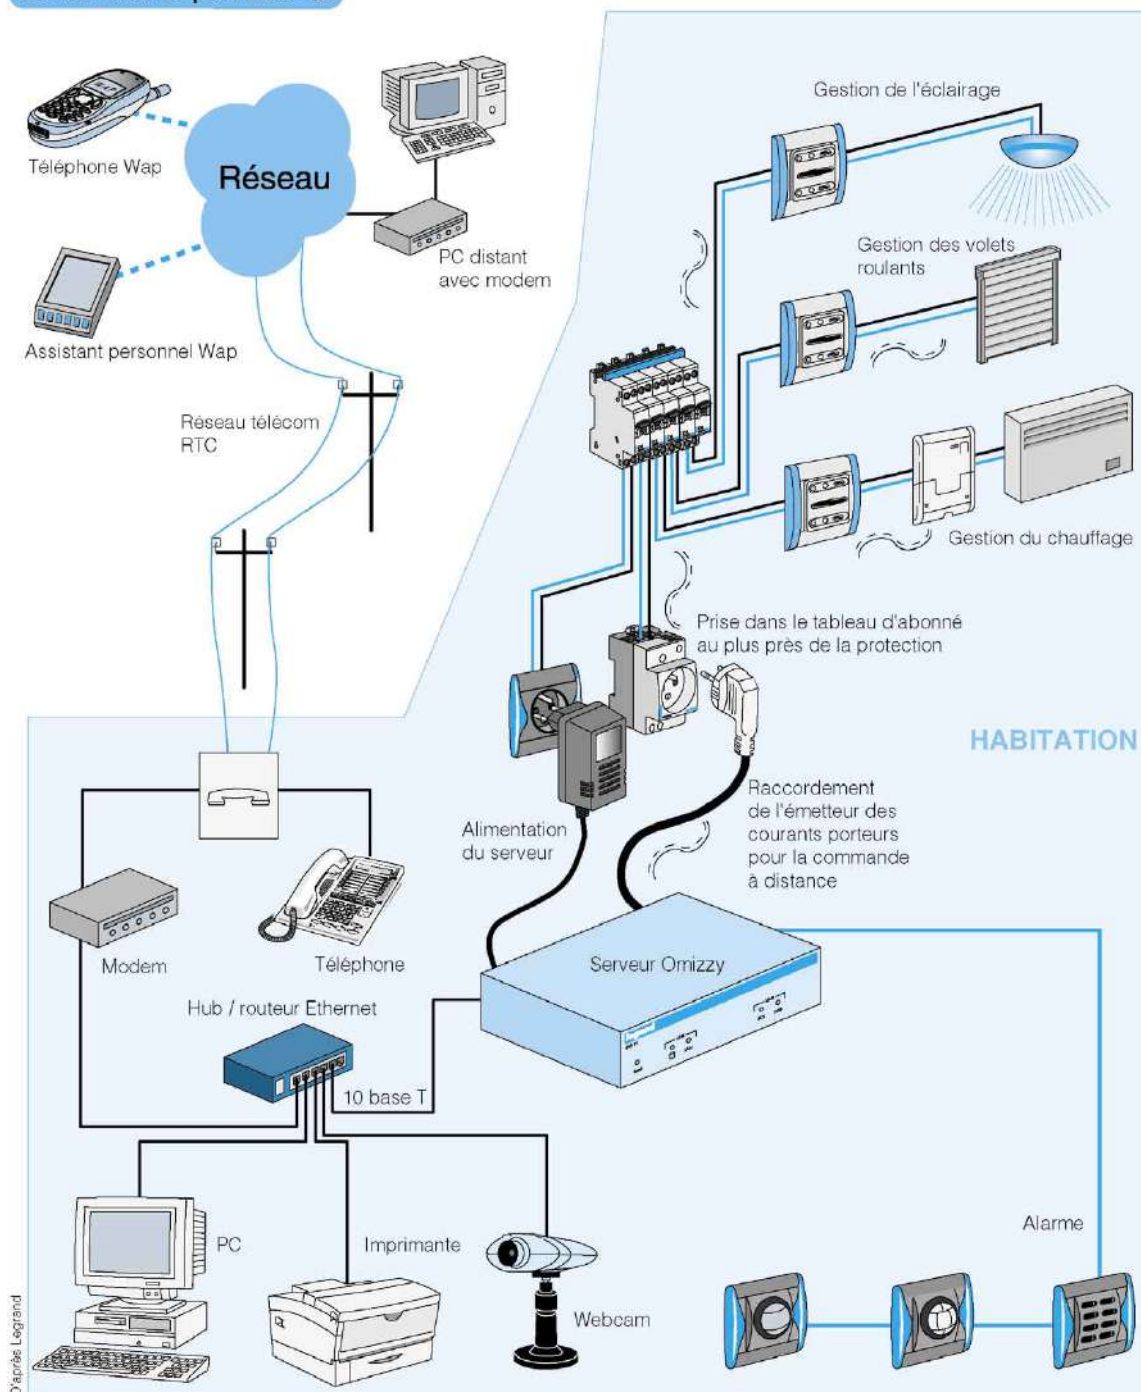 Gestion de l'éclairage
Téléphone Wap
Réseau
PC distant
avec modem
Gestion des volets
roulants
Assistant personnel Wap
Réseau télécom
RTC
Gestion du chauffage
Prise dans le tableau d'abonné
au plus près de la protection
HABITATION
Raccordement
de l'émetteur des
courants porteurs
pour la commande
à distance
Alimentation
du serveur
Modem
Téléphone
Serveur Omizzy
Hub / routeur Ethernet
10 base T
PC
Imprimante
Webcam
Alarme
D'après Legrand